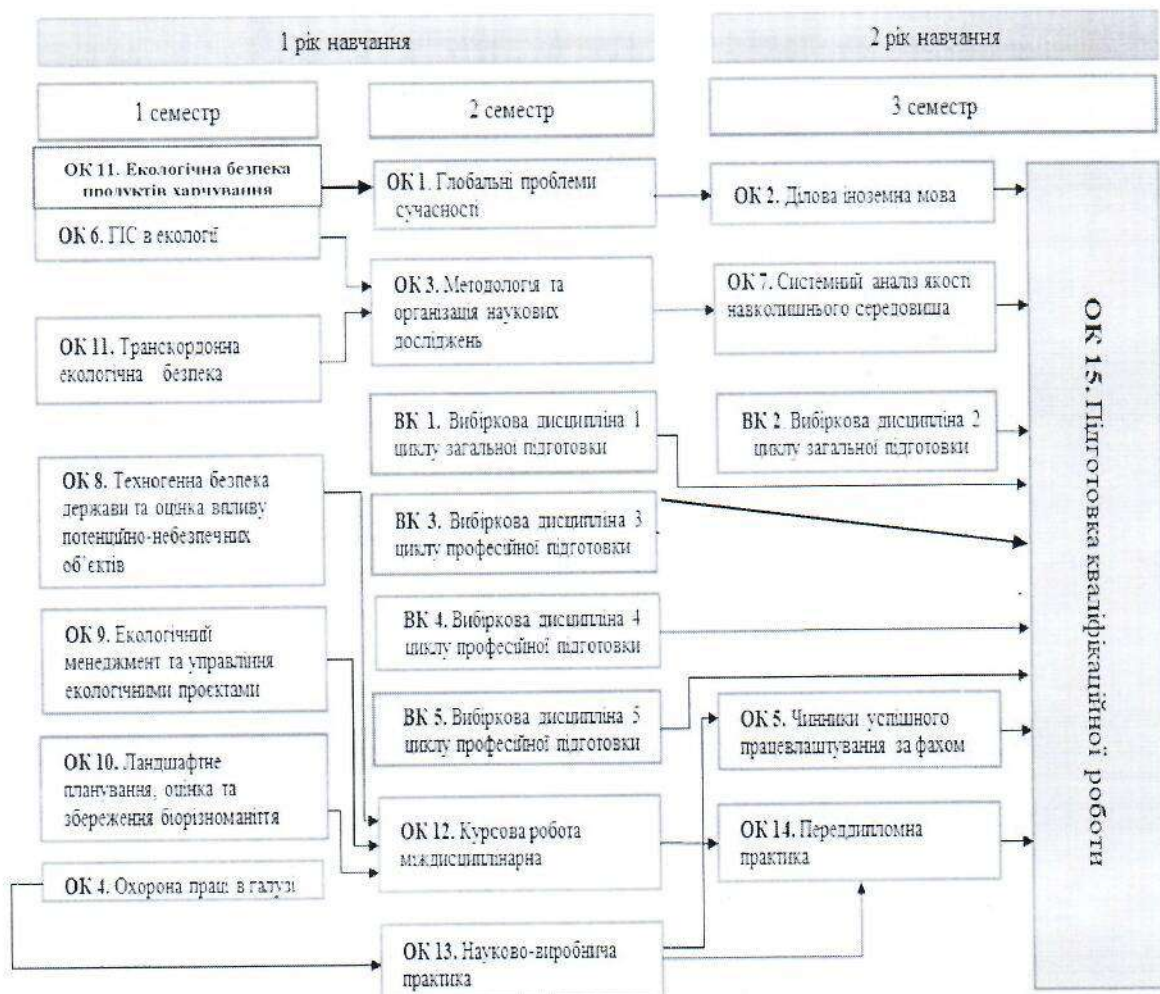 1 рік навчання
2 рік навчання
1 семестр
2 семестр
3 семестр
ОК 11. Екологічна безпека
продуктів харчування
ОК 6. ГІС в екології
ОК 11. Транскордонна
екологічна безпека
ОК 8. Техногенна безпека
держави та оцінка впливу
потенційно-небезпечних
об'єктів
ОК 9. Екологічний
менеджмент та управління
екологічними проєктами
ОК 10. Ландшафтне
планування, оцінка та
збереження біорізноманіття
ОК 4. Охорона праці в галузі
ОК 1. Глобальні проблеми
сучасності
ОК 3. Методологія та
організація наукових
досліджень
ВК 1. Вибіркова дисципліна 1
циклу загальної підготовки
ВК 3. Вибіркова дисципліна 3
циклу професійної підготовки
ВК 4. Вибіркова дисципліна 4
циклу професійної підготовки
ВК 5. Вибіркова дисципліна 5
циклу професійної підготовки
ОК 12. Курсова робота
міждисциплінарна
ОК 13. Науково-виробнича
практика
ОК 2. Ділова іноземна мова
ОК 7. Системний аналіз якості
навколишнього середовища
ВК 2. Вибіркова дисципліна 2
циклу загальної підготовки
ОК 5. Чинники успішного
працевлаштування за фахом
ОК 14. Переддипломна
практика
ОК 15. Підготовка кваліфікаційної роботи